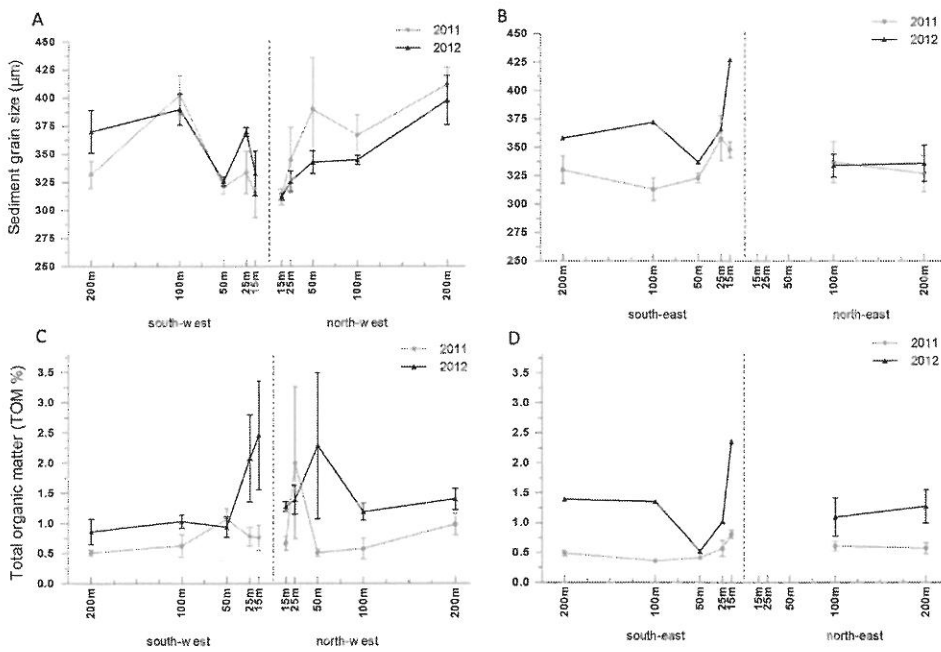 A
2011
2012
Sediment grain size (µm)
450
425
400
375
350
325
300
275
250
200m
100m
50m
25m
15m
15m
25m
50m
100m
200m
south-west
north-west
B
2011
2012
450
425
400
375
350
325
300
275
250
200m
100m
50m
25m
15m
15m
25m
50m
100m
200m
south-east
north-east
C
2011
2012
Total organic matter (TOM %)
3.5
3.0
2.5
2.0
1.5
1.0
0.5
0.0
200m
100m
50m
25m
15m
15m
25m
50m
100m
200m
south-west
north-west
D
2011
2012
3.5
3.0
2.5
2.0
1.5
1.0
0.5
0.0
200m
100m
50m
25m
15m
15m
25m
50m
100m
200m
south-east
north-east